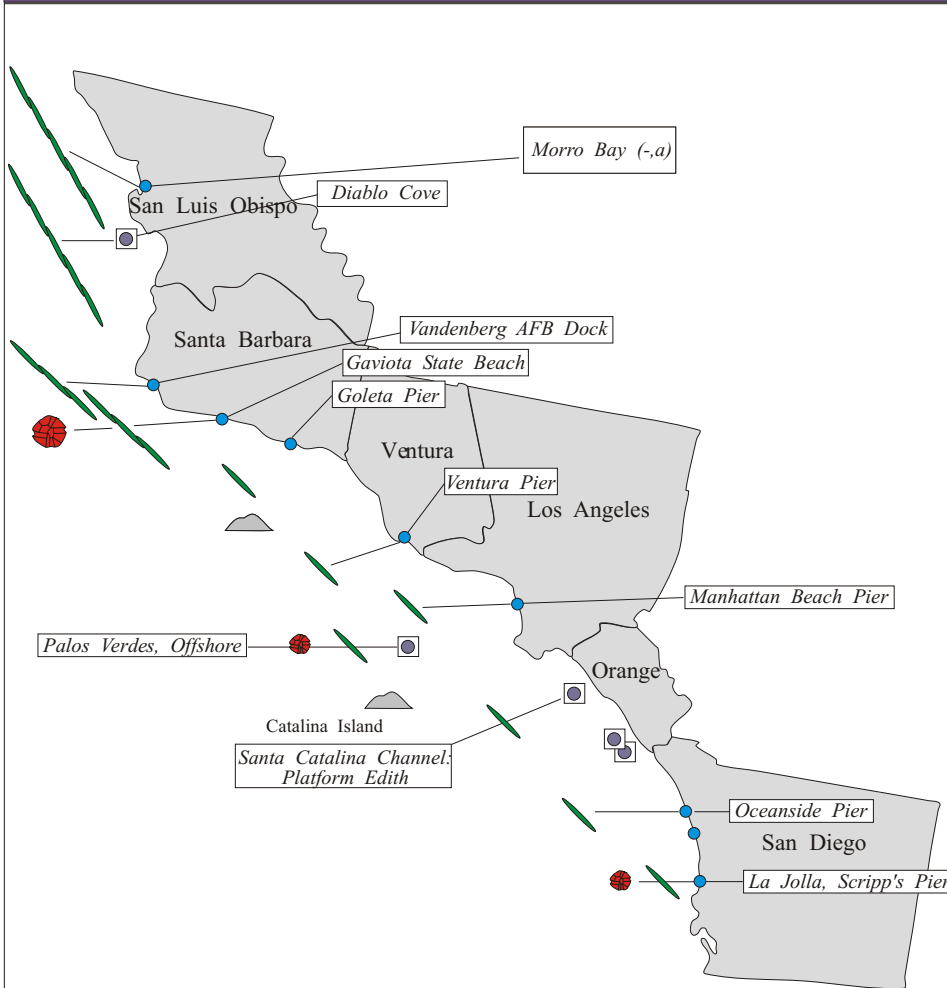 Morro Bay (-,a)
Diablo Cove
San Luis Obispo
Vandenberg AFB Dock
Santa Barbara
Gaviota State Beach
Goleta Pier
Ventura
Ventura Pier
Los Angeles
Manhattan Beach Pier
Palos Verdes, Offshore
Orange
Catalina Island
Santa Catalina Channel:
Platform Edith
Oceanside Pier
San Diego
La Jolla, Scripp's Pier